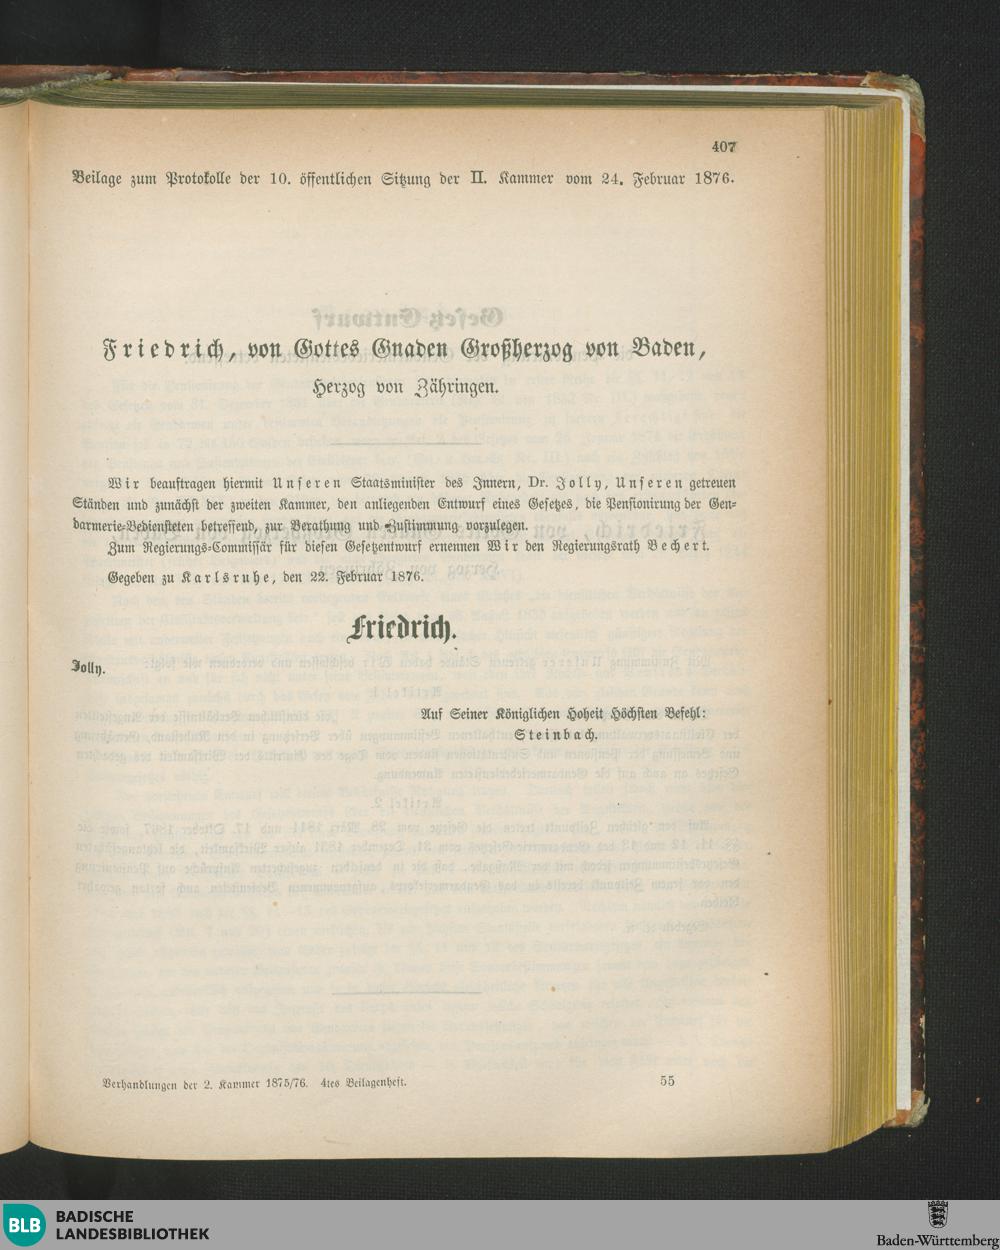 407
Beilage zum Protokolle der 10. öffentlichen Sitzung der II. Kammer vom 24. Februar 1876.
Friedrich, von Gottes Gnaden Großherzog von Baden,
Herzog von Zähringen.
Wir beauftragen hiermit Unseren Staatsminister des Innern, Dr. Jolly, Unseren getreuen
Ständen und zunächst der zweiten Kammer, den anliegenden Entwurf eines Gesetzes, die Pensionirung der Gen-
darmerie-Bediensteten betreffend, zur Berathung und Zustimmung vorzulegen.
Zum Regierungs-Commissär für diesen Gesetzentwurf ernennen Wir den Regierungsrath Bechert.
Gegeben zu Karlsruhe, den 22. Februar 1876.
Friedrich.
Jolly.
Auf Seiner Königlichen Hoheit Höchsten Befehl:
Steinbach.
Verhandlungen der 2. Kammer 1875/76. 4tes Beilagenheft.
55
BLB
BADISCHE
LANDESBIBLIOTHEK
Baden-Württemberg